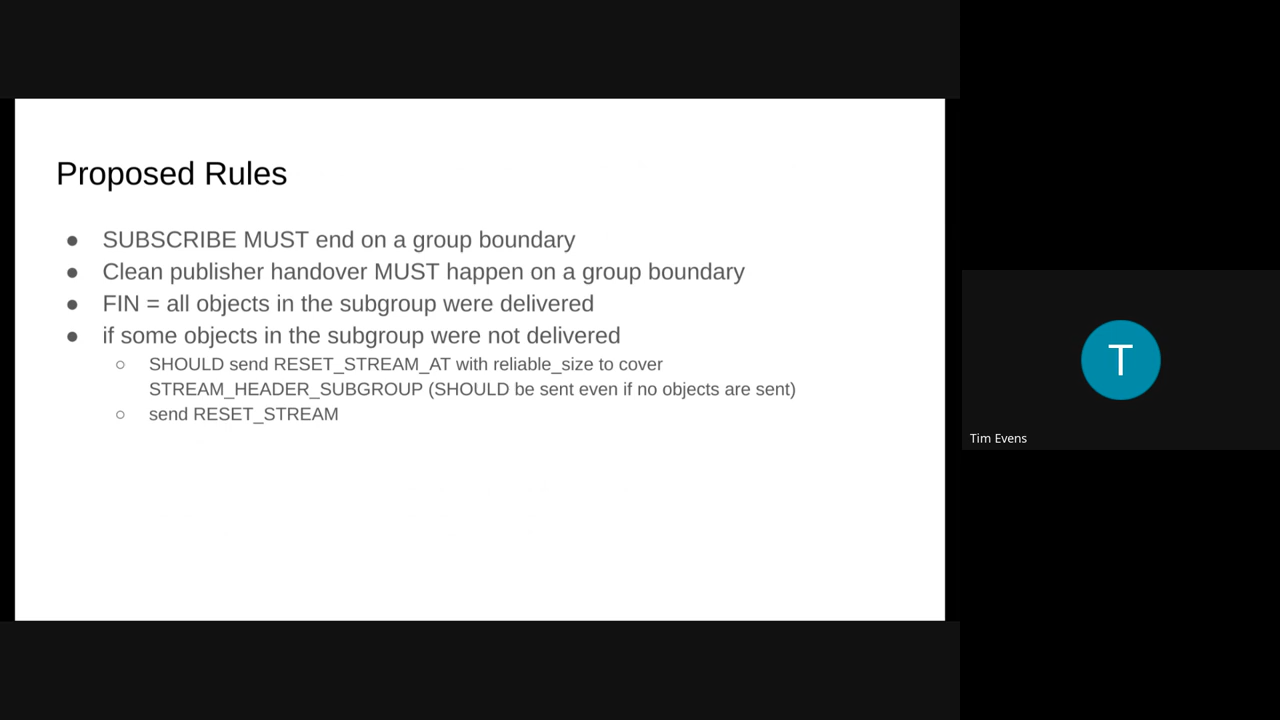 Proposed Rules
● SUBSCRIBE MUST end on a group boundary
● Clean publisher handover MUST happen on a group boundary
● FIN = all objects in the subgroup were delivered
● if some objects in the subgroup were not delivered
○ SHOULD send RESET_STREAM_AT with reliable_size to cover
STREAM_HEADER_SUBGROUP (SHOULD be sent even if no objects are sent)
○ send RESET_STREAM
T
Tim Evens